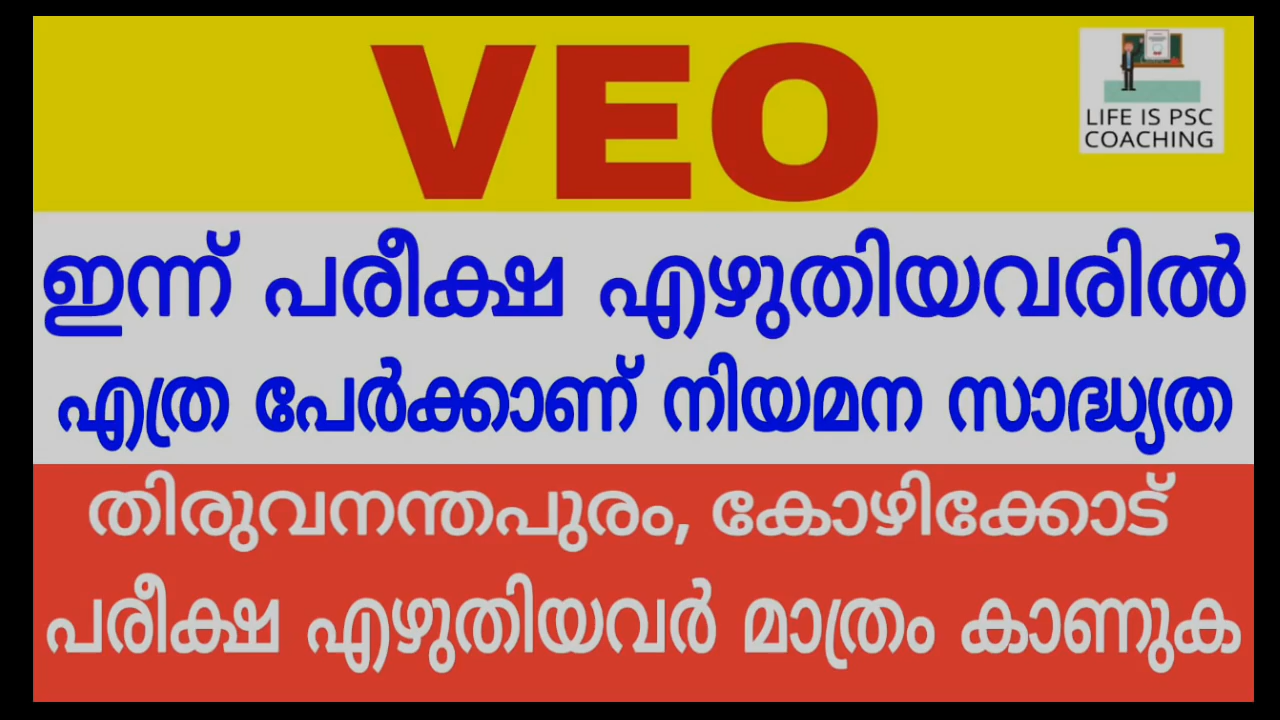 VEO
LIFE IS PSC
COACHING
ഇന്ന് പരീക്ഷ എഴുതിയവരിൽ
എത്ര പേർക്കാണ് നിയമന സാദ്ധ്യത
തിരുവനന്തപുരം, കോഴിക്കോട്
പരീക്ഷ എഴുതിയവർ മാത്രം കാണുക